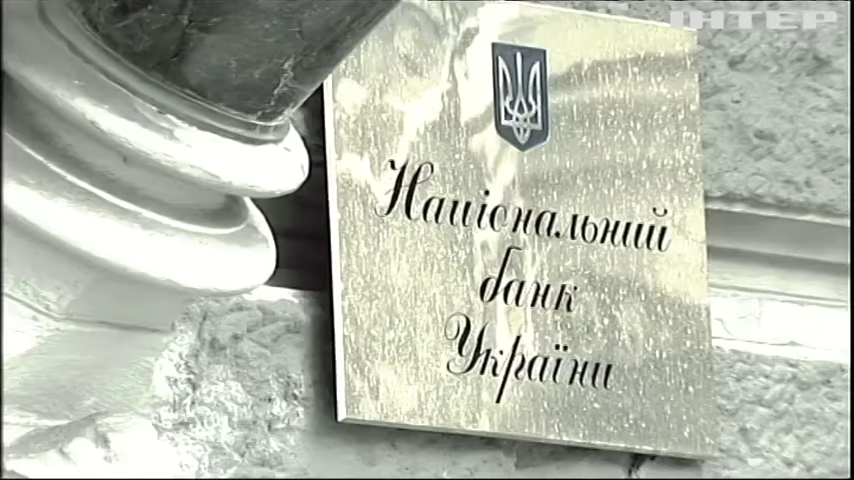 ІНТЕР
Національний
банк
України